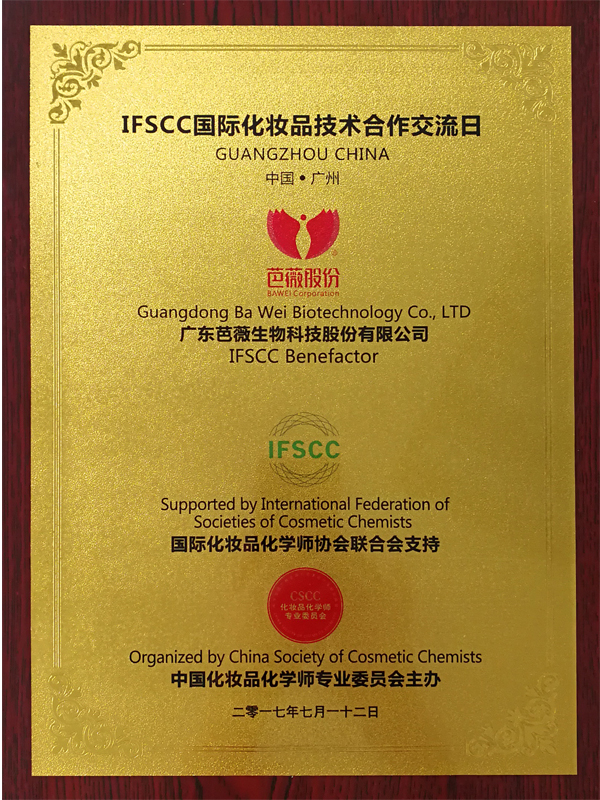 IFSCC国际化妆品技术合作交流日
GUANGZHOU CHINA
中国•广州
芭薇股份
BAWEI Corporation
Guangdong Ba Wei Biotechnology Co., LTD
广东芭薇生物科技股份有限公司
IFSCC Benefactor
IFSCC
Supported by International Federation of
Societies of Cosmetic Chemists
国际化妆品化学师协会联合会支持
CSCC
化妆品化学师
专业委员会
Organized by China Society of Cosmetic Chemists
中国化妆品化学师专业委员会主办
二零一七年七月一十二日